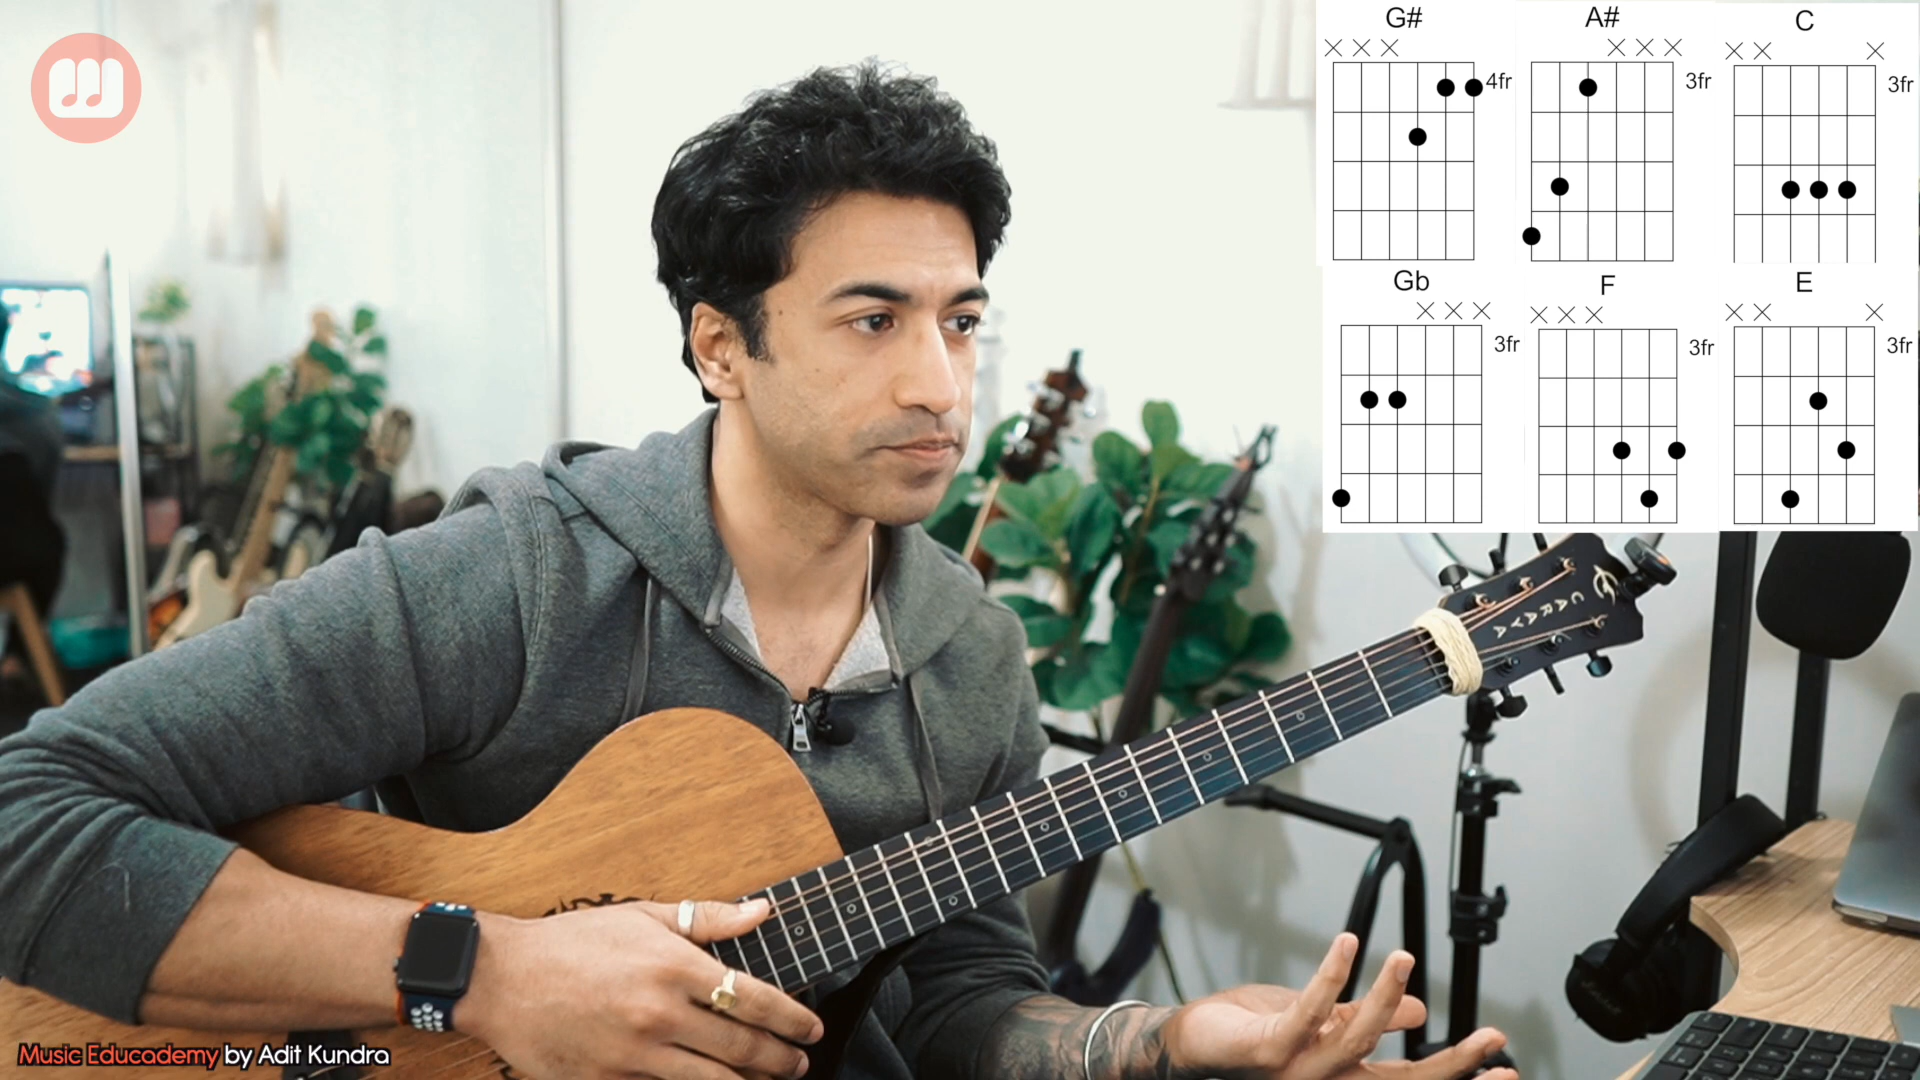 G# A# C
× × × × × × × × ×
4fr 3fr 3fr
Gb F E
× × × × × × × × ×
3fr 3fr 3fr
CARAYA
Music Educademy by Adit Kundra